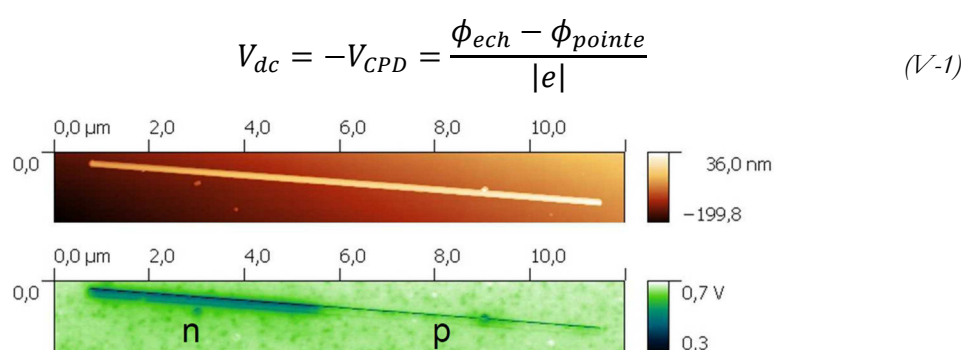 V_dc = −V_CPD = (ϕ_ech − ϕ_pointe) / |e| (V-1)
0,0 µm 2,0 4,0 6,0 8,0 10,0
0,0
36,0 nm
−199,8
0,0 µm 2,0 4,0 6,0 8,0 10,0
0,0
0,7 V
n p
0.3